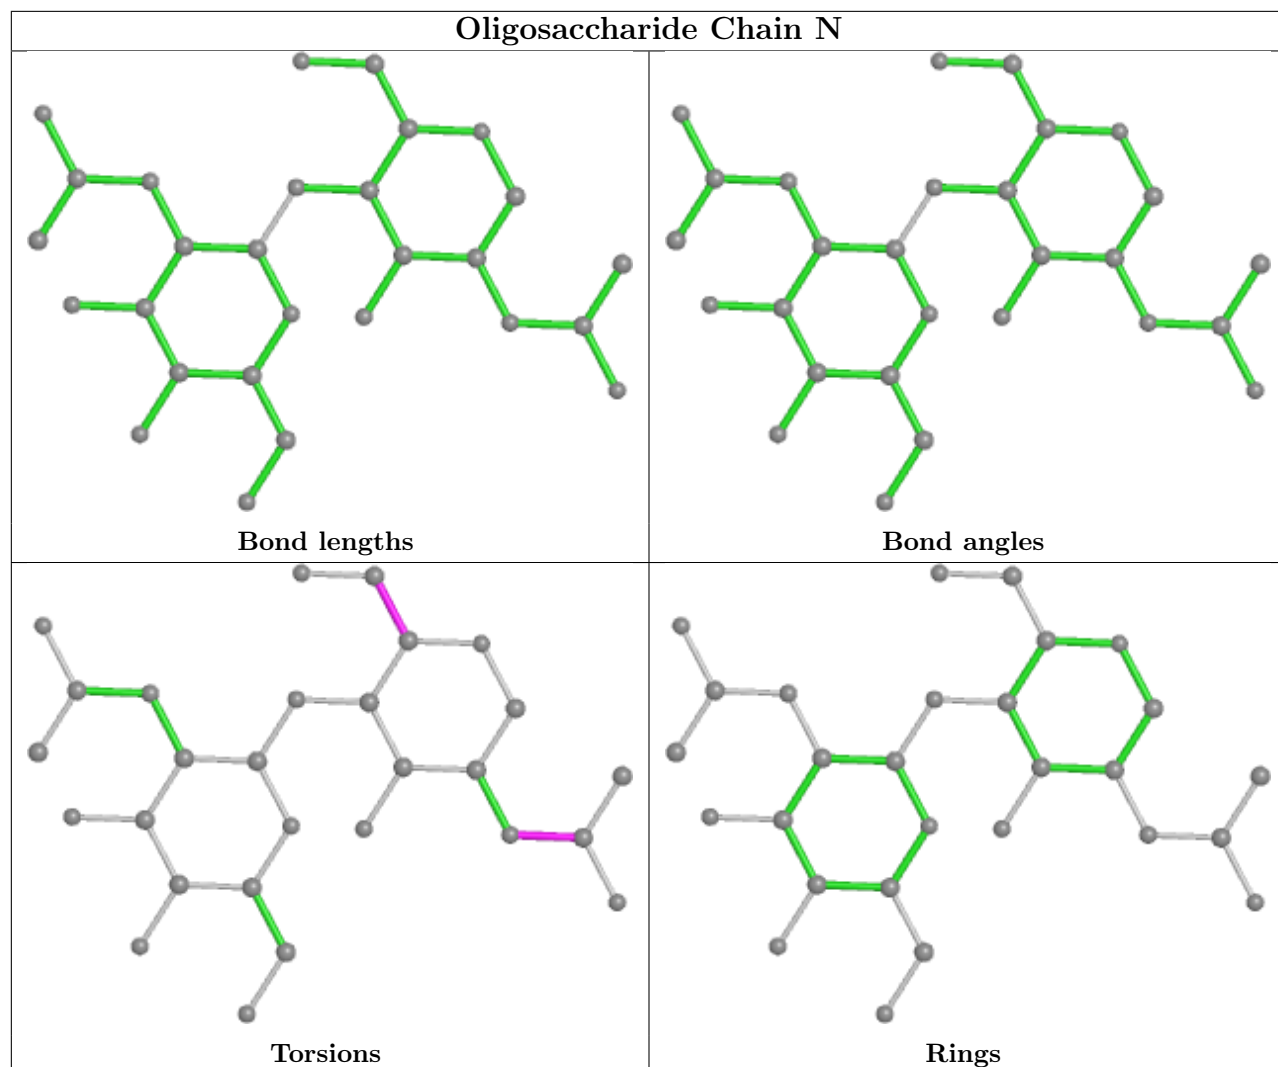 Oligosaccharide Chain N
Bond lengths
Bond angles
Torsions
Rings